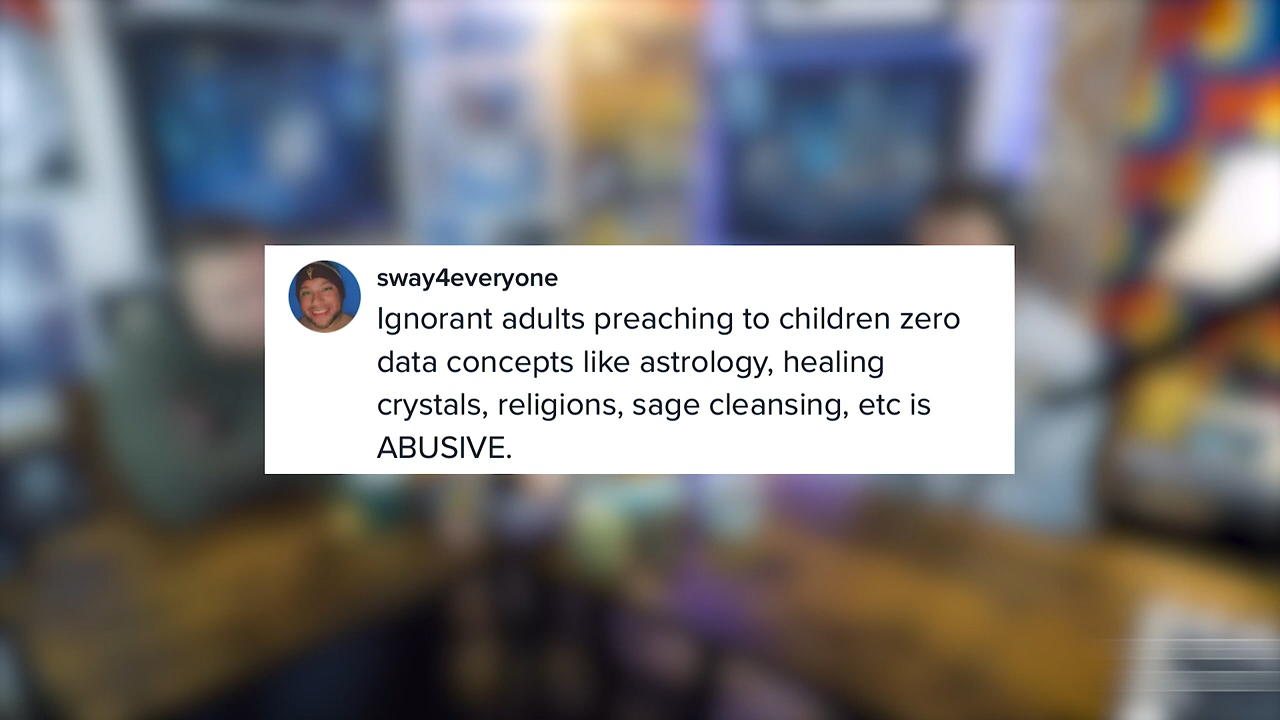 sway4everyone
Ignorant adults preaching to children zero
data concepts like astrology, healing
crystals, religions, sage cleansing, etc is
ABUSIVE.